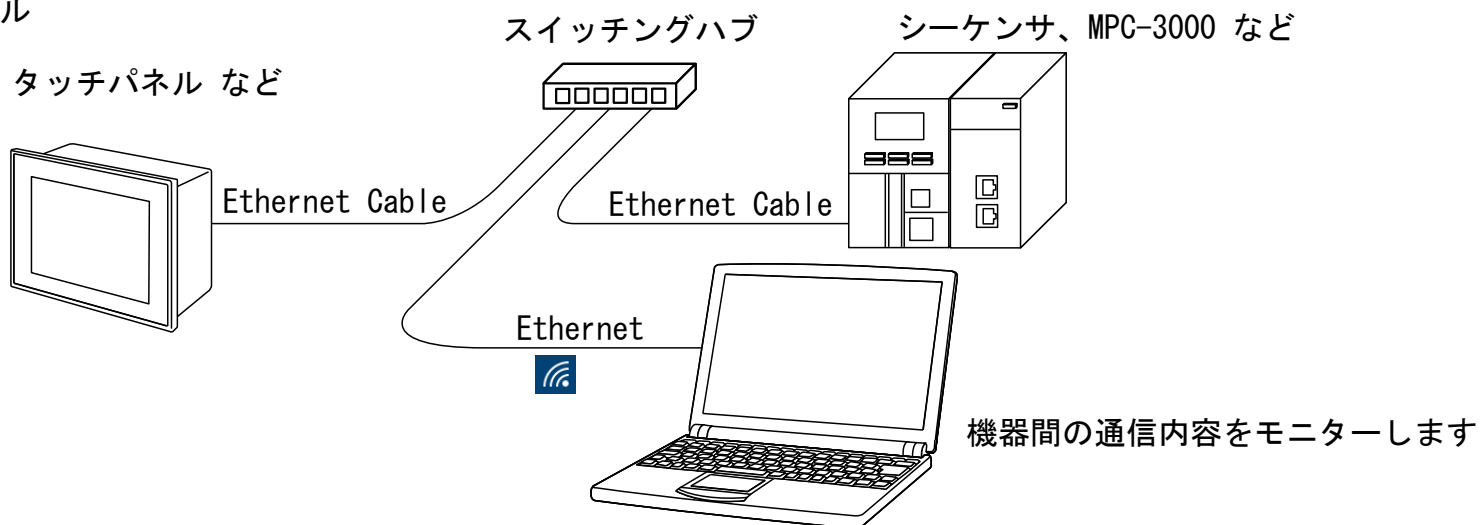 ル
スイッチングハブ
シーケンサ、MPC-3000 など
タッチパネル など
Ethernet Cable
Ethernet Cable
Ethernet
機器間の通信内容をモニターします